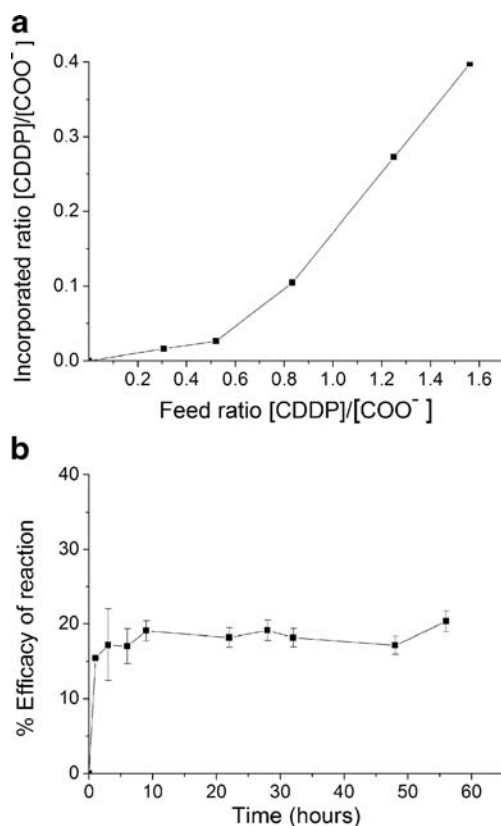 a
Incorporated ratio [CDDP]/[COO⁻]
0.4
0.3
0.2
0.1
0.0
0.2 0.4 0.6 0.8 1.0 1.2 1.4 1.6
Feed ratio [CDDP]/[COO⁻]
b
% Efficacy of reaction
40
30
20
10
0
0 10 20 30 40 50 60
Time (hours)